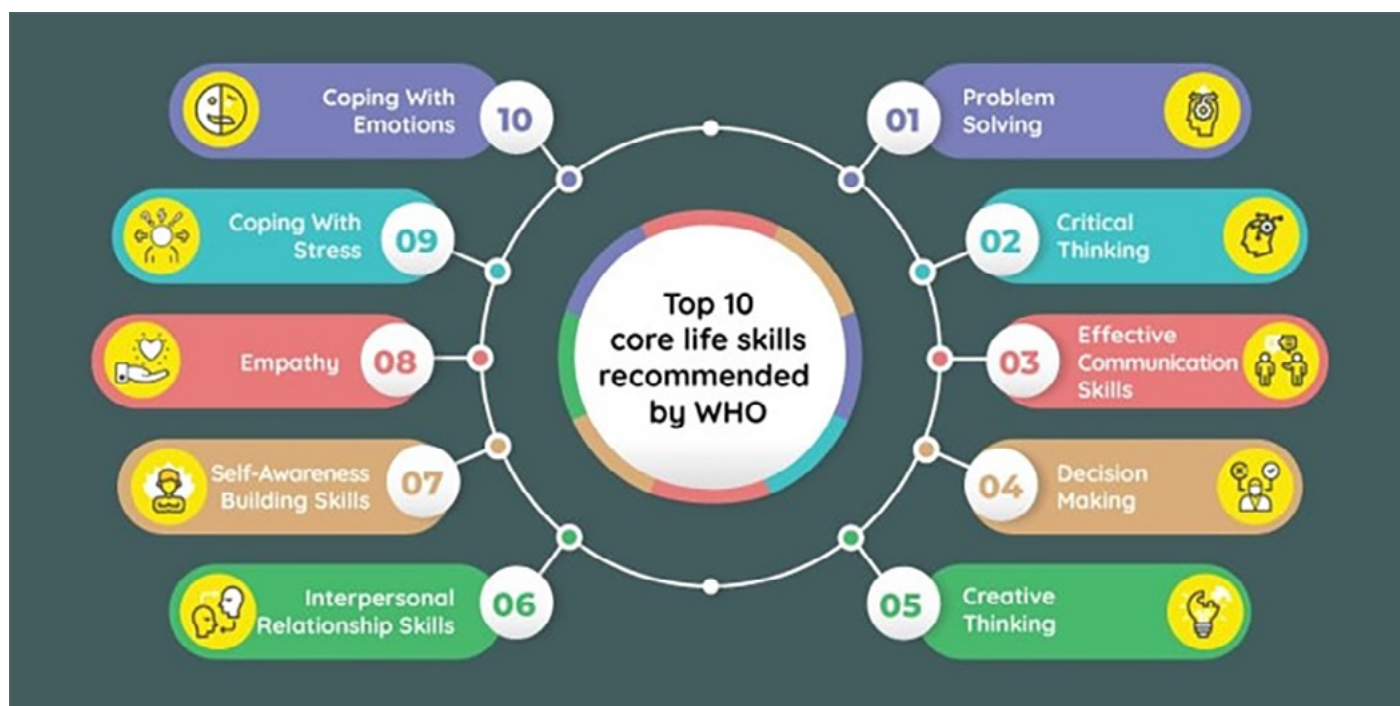 Top 10
core life skills
recommended
by WHO
01
Problem
Solving
02
Critical
Thinking
03
Effective
Communication
Skills
04
Decision
Making
05
Creative
Thinking
06
Interpersonal
Relationship Skills
07
Self-Awareness
Building Skills
08
Empathy
09
Coping With
Stress
10
Coping With
Emotions